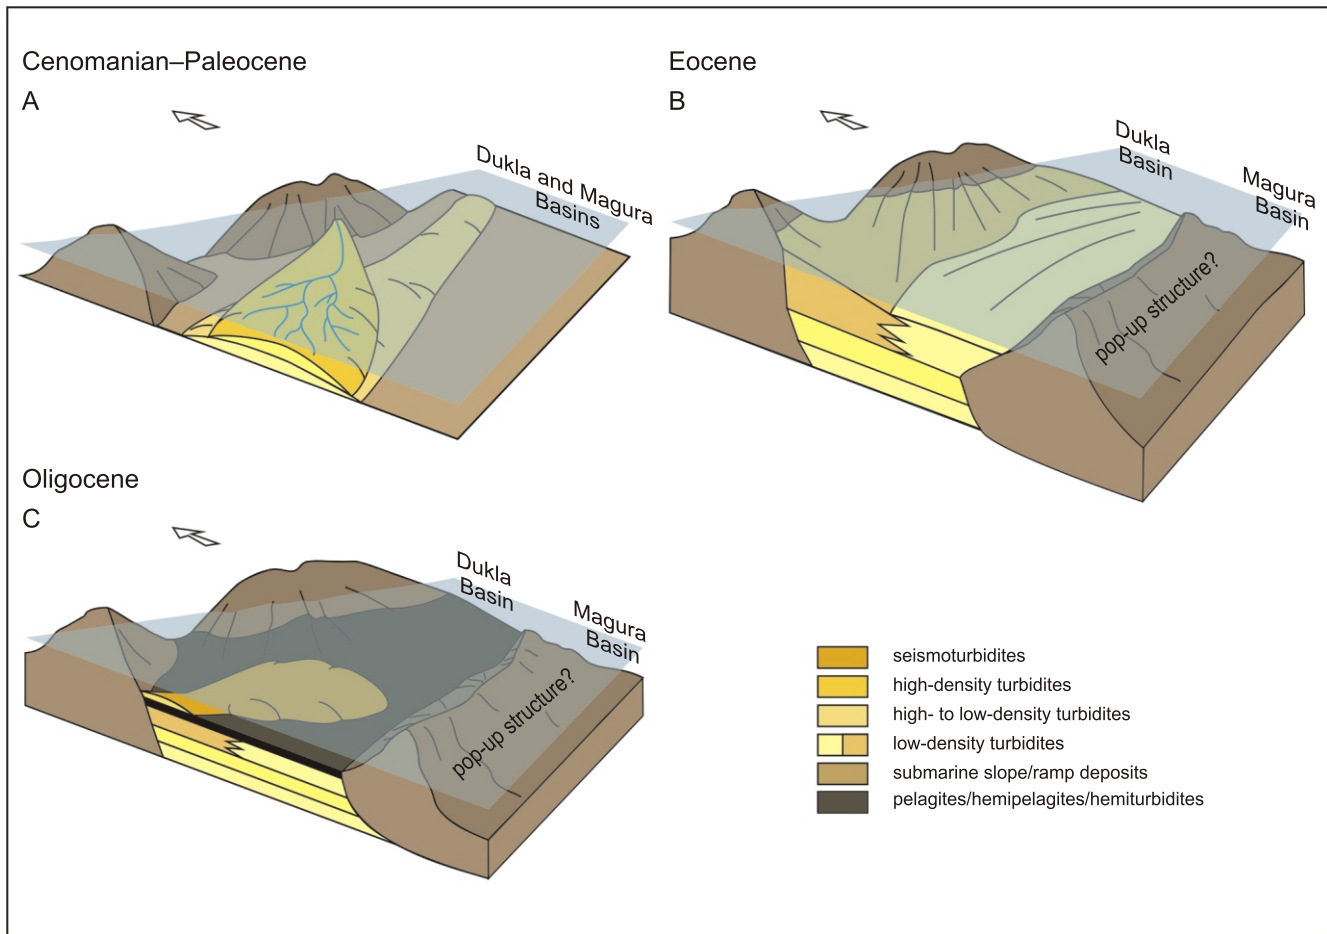 Cenomanian–Paleocene
A
Dukla and Magura
Basins
Eocene
B
Dukla
Basin
Magura
Basin
pop-up structure?
Oligocene
C
Dukla
Basin
Magura
Basin
pop-up structure?
seismoturbidites
high-density turbidites
high- to low-density turbidites
low-density turbidites
submarine slope/ramp deposits
pelagites/hemipelagites/hemiturbidites